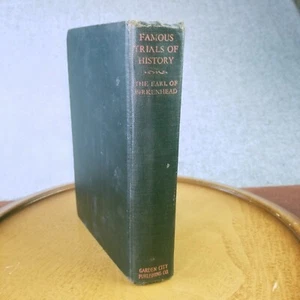 FAMOUS
TRIALS OF
HISTORY
THE EARL OF
BIRKENHEAD
GARDEN CITY
PUBLISHING CO.